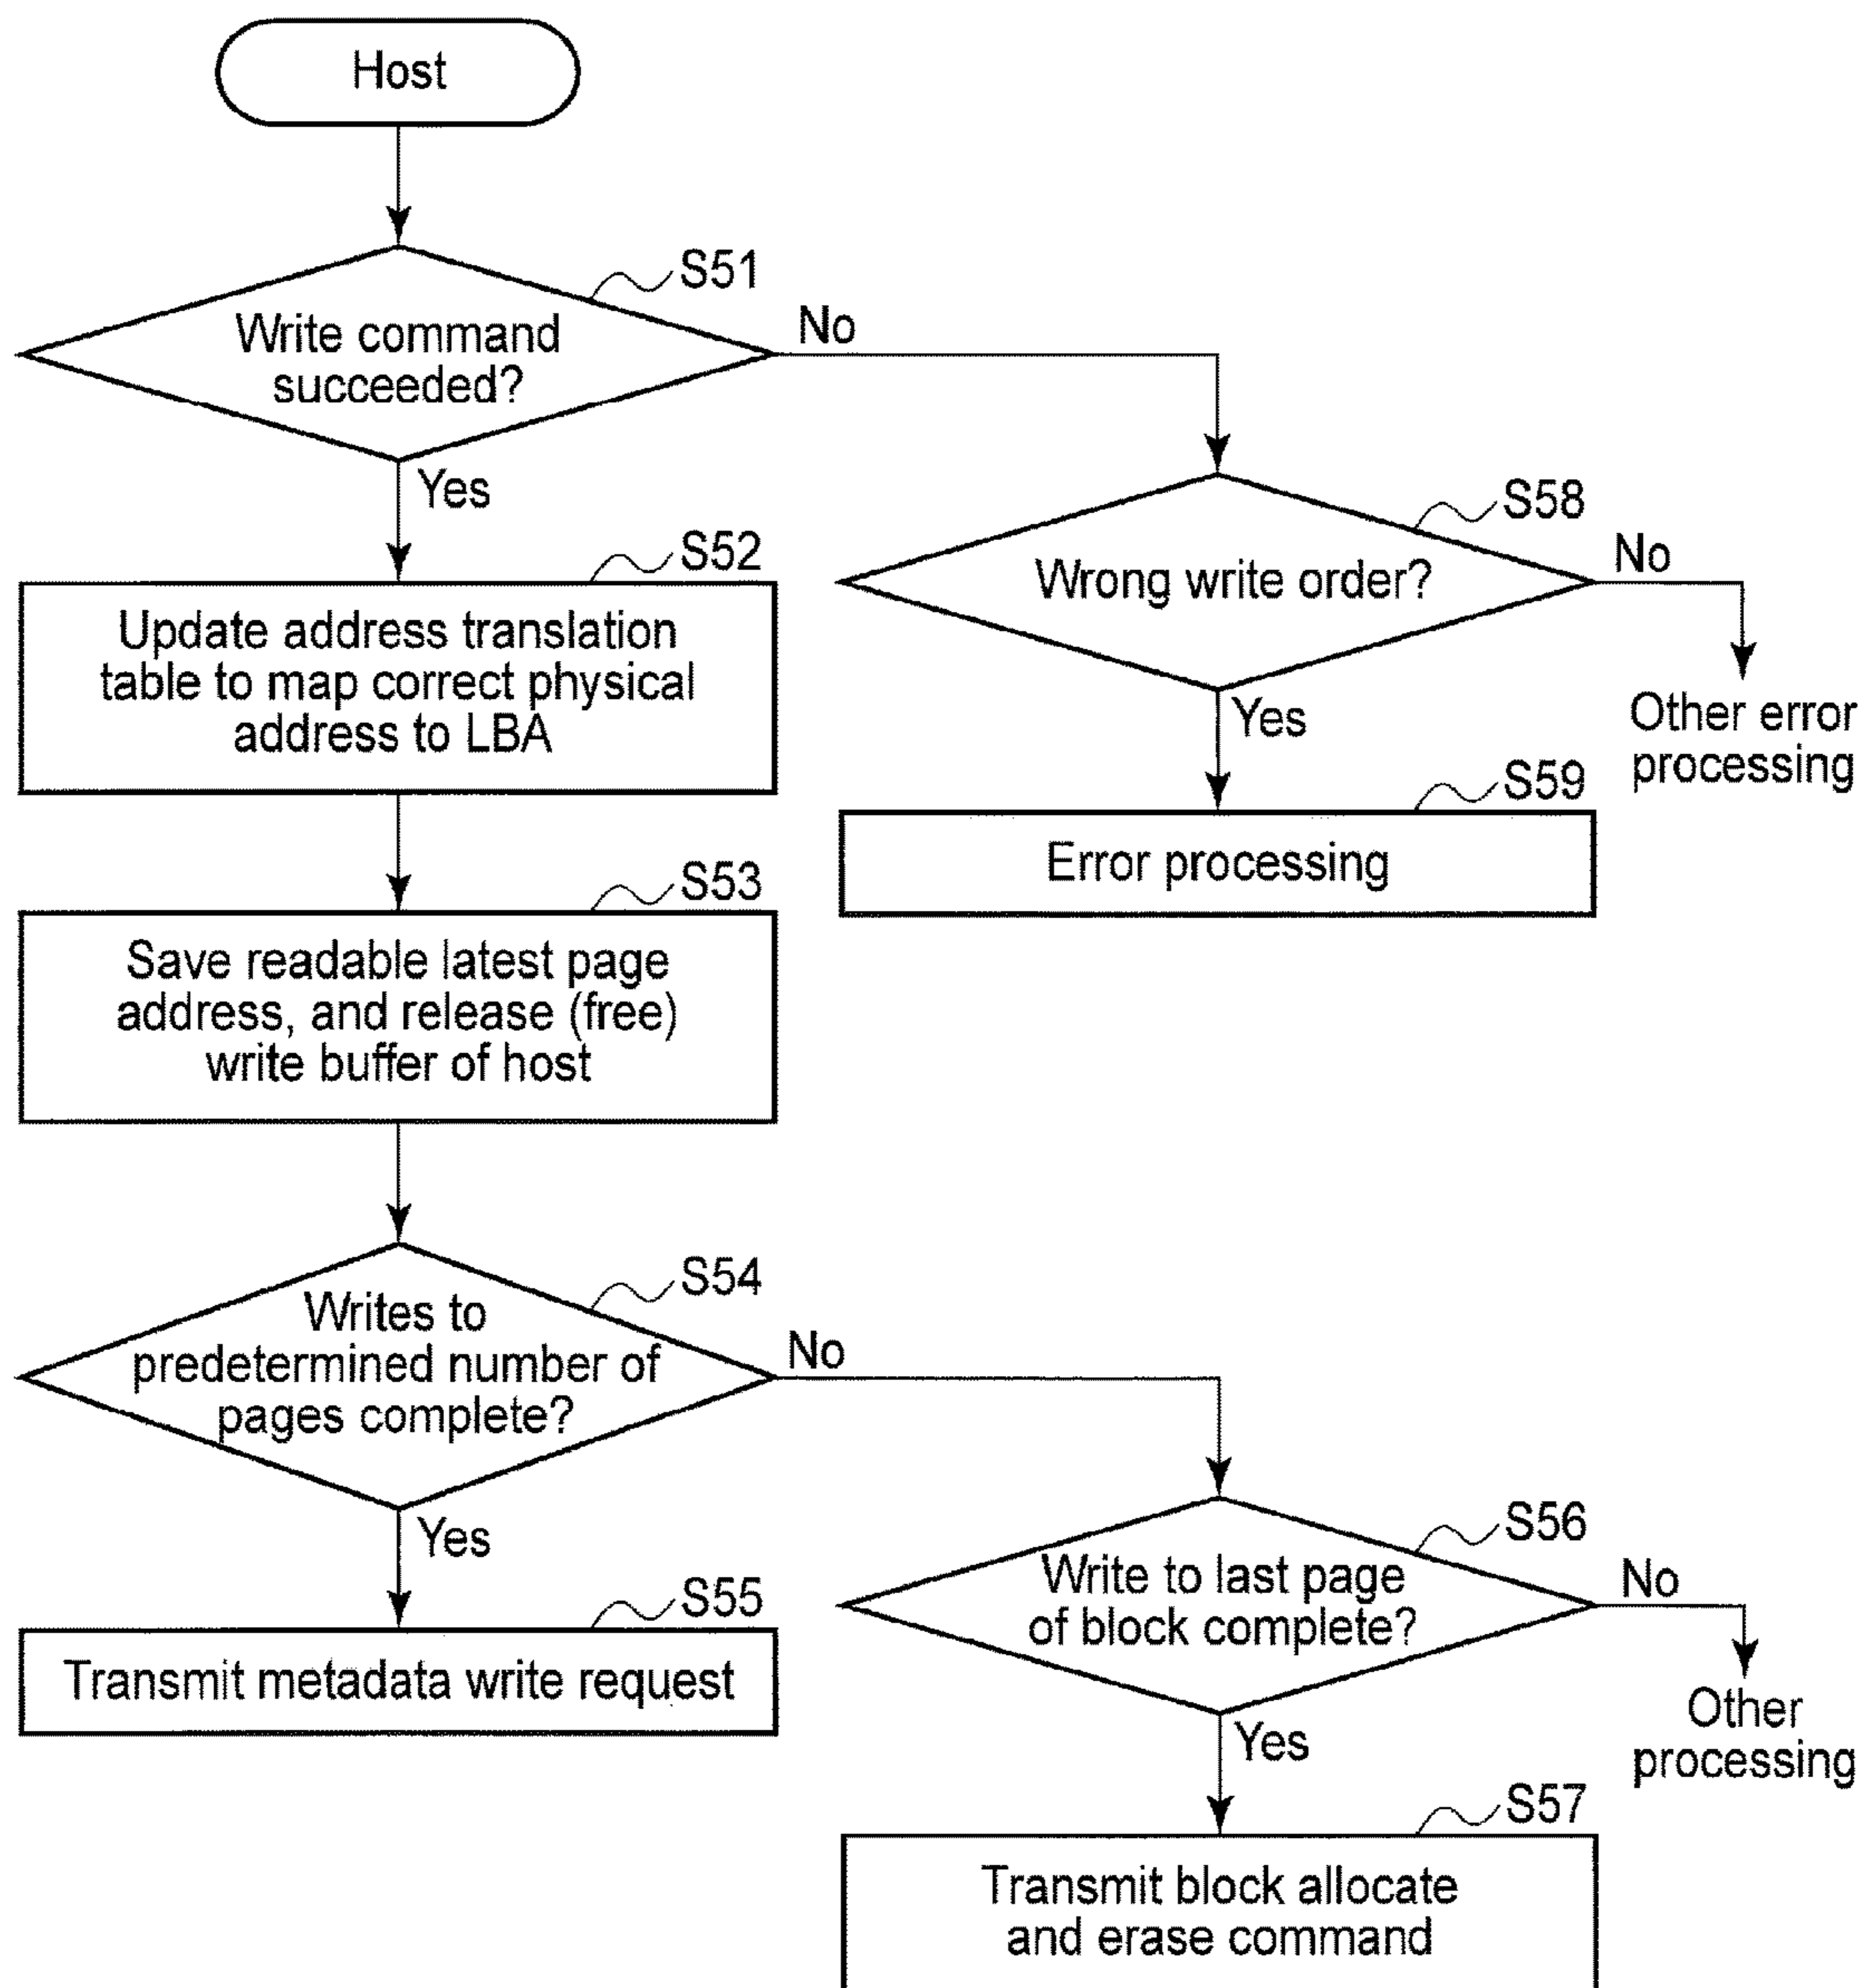 Host
S51
Write command
succeeded?
No
Yes
S58
Wrong write order?
No
Other error
processing
Yes
S59
Error processing
S52
Update address translation
table to map correct physical
address to LBA
S53
Save readable latest page
address, and release (free)
write buffer of host
S54
Writes to
predetermined number of
pages complete?
No
Yes
S55
Transmit metadata write request
S56
Write to last page
of block complete?
No
Other
processing
Yes
S57
Transmit block allocate
and erase command